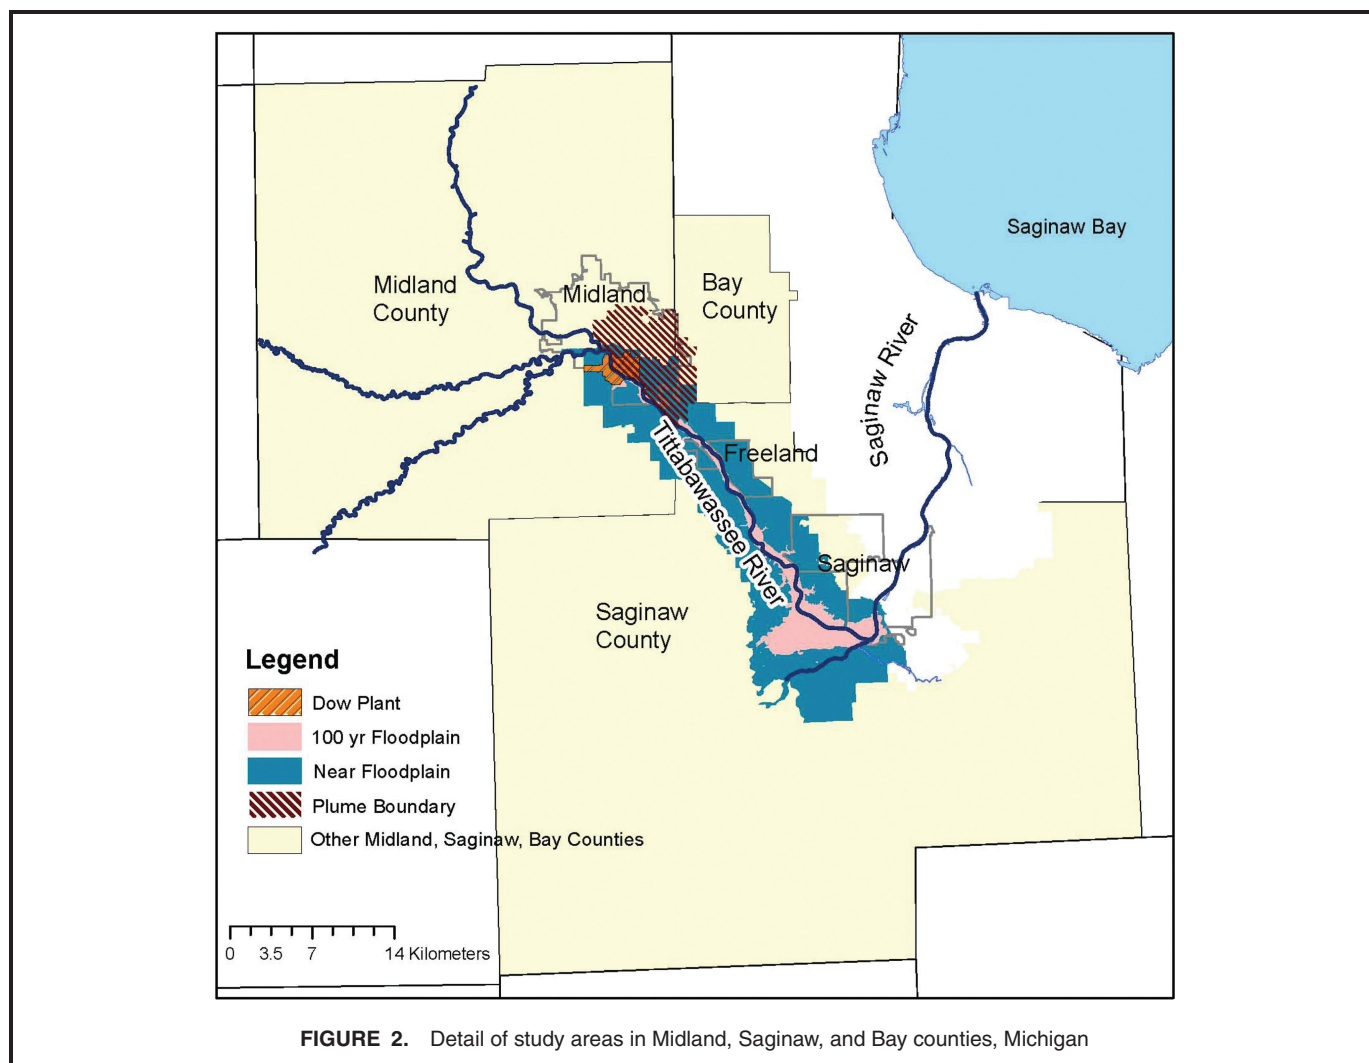 Saginaw Bay
Midland
County
Midland
Bay
County
Saginaw River
Freeland
Tittabawassee River
Saginaw
Saginaw
County
Legend
Dow Plant
100 yr Floodplain
Near Floodplain
Plume Boundary
Other Midland, Saginaw, Bay Counties
0 3.5 7 14 Kilometers
FIGURE 2. Detail of study areas in Midland, Saginaw, and Bay counties, Michigan